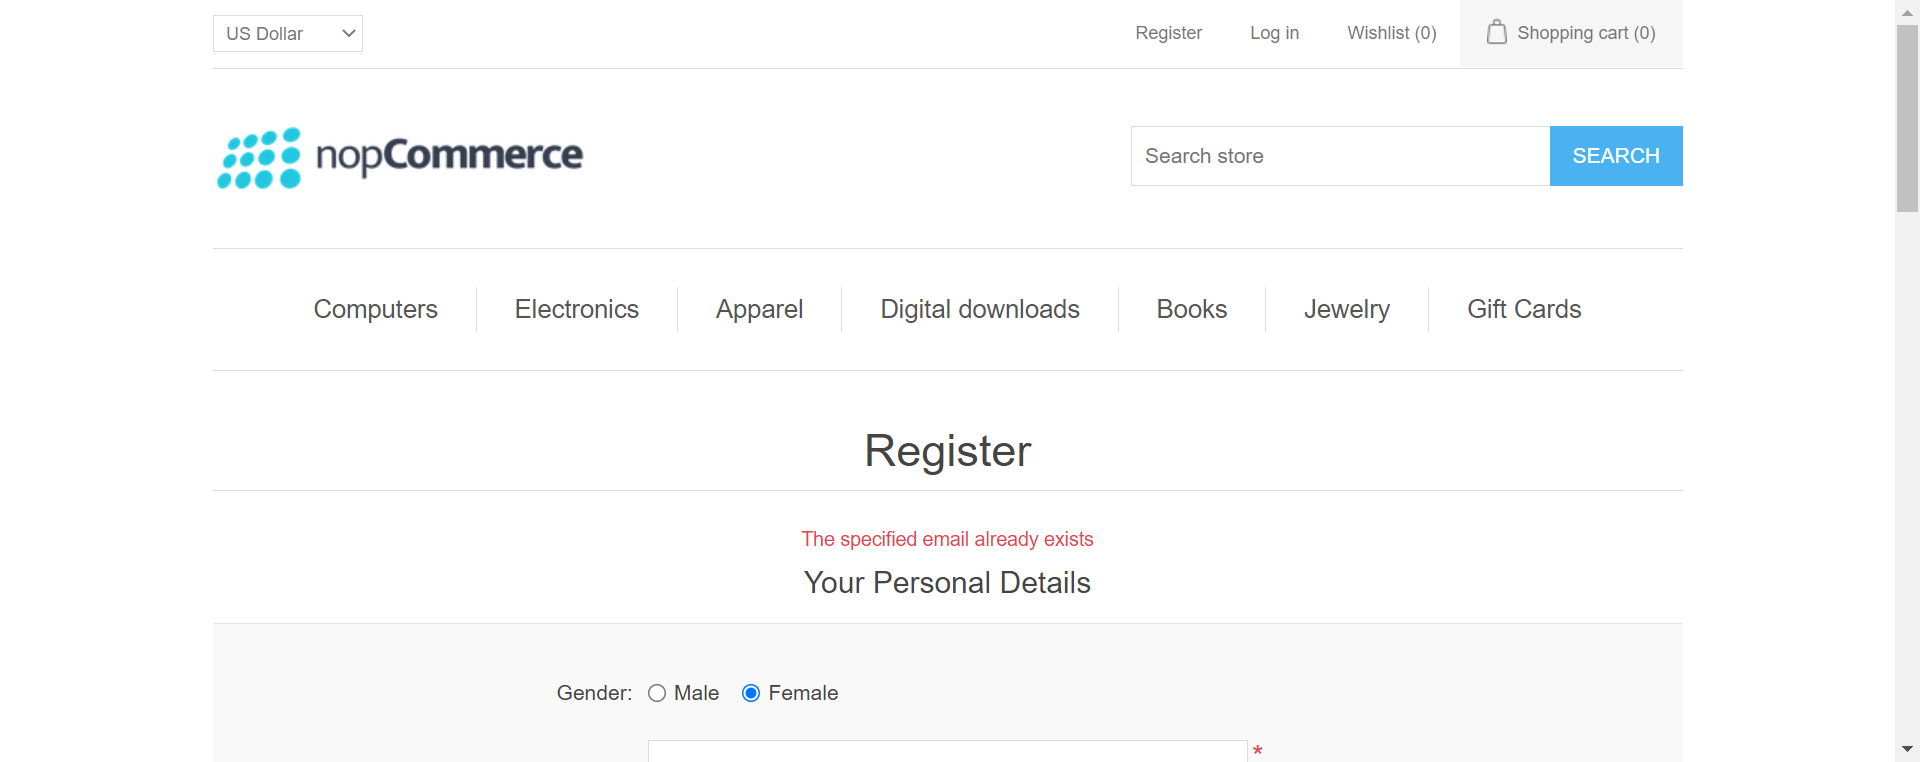 US Dollar
Register Log in Wishlist (0) Shopping cart (0)
nopCommerce
Search store SEARCH
Computers Electronics Apparel Digital downloads Books Jewelry Gift Cards
Register
The specified email already exists
Your Personal Details
Gender: Male Female
*